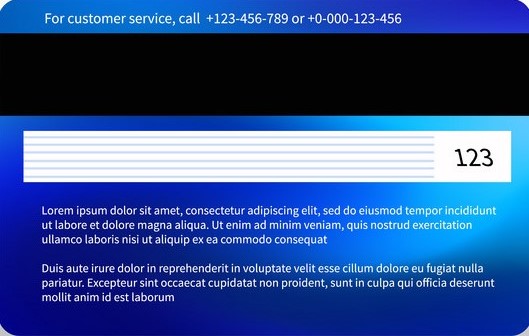 For customer service, call +123-456-789 or +0-000-123-456
123
Lorem ipsum dolor sit amet, consectetur adipiscing elit, sed do eiusmod tempor incididunt
ut labore et dolore magna aliqua. Ut enim ad minim veniam, quis nostrud exercitation
ullamco laboris nisi ut aliquip ex ea commodo consequat
Duis aute irure dolor in reprehenderit in voluptate velit esse cillum dolore eu fugiat nulla
pariatur. Excepteur sint occaecat cupidatat non proident, sunt in culpa qui officia deserunt
mollit anim id est laborum